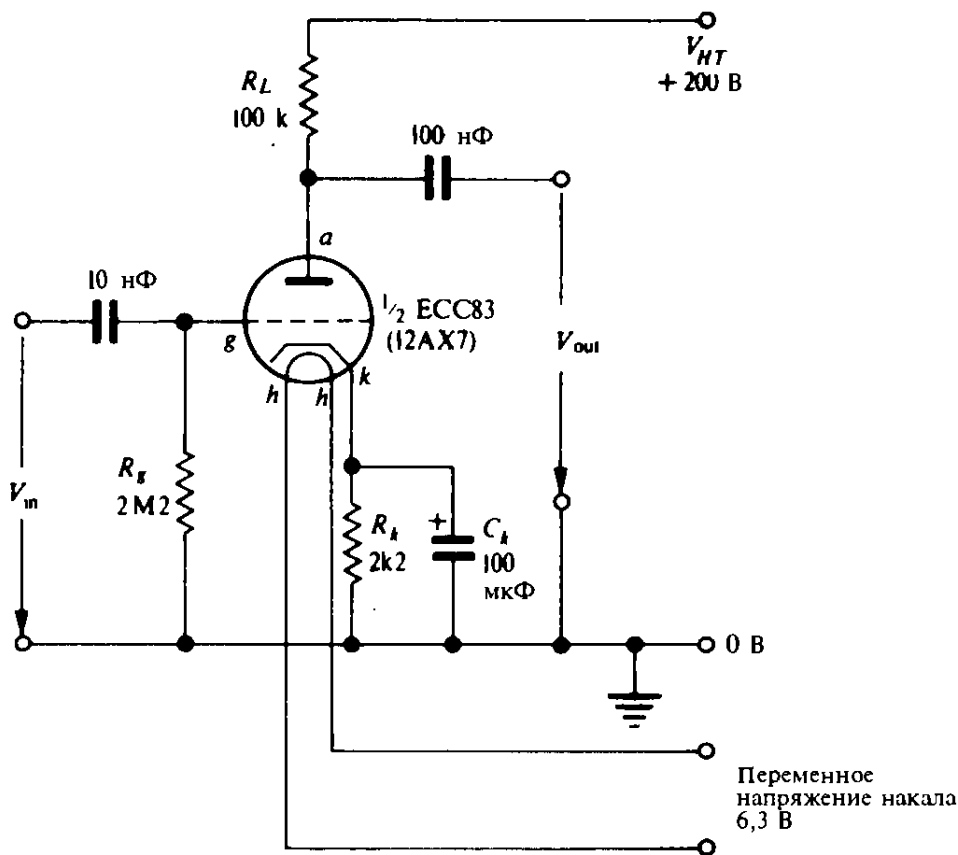 V_HT
+ 200 В
R_L
100 k
100 нФ
a
10 нФ
1/2 ECC83
(12AX7)
g
V_out
h
h
k
R_g
2M2
V_in
R_k
2k2
+
C_k
100
мкФ
0 В
Переменное
напряжение накала
6,3 В